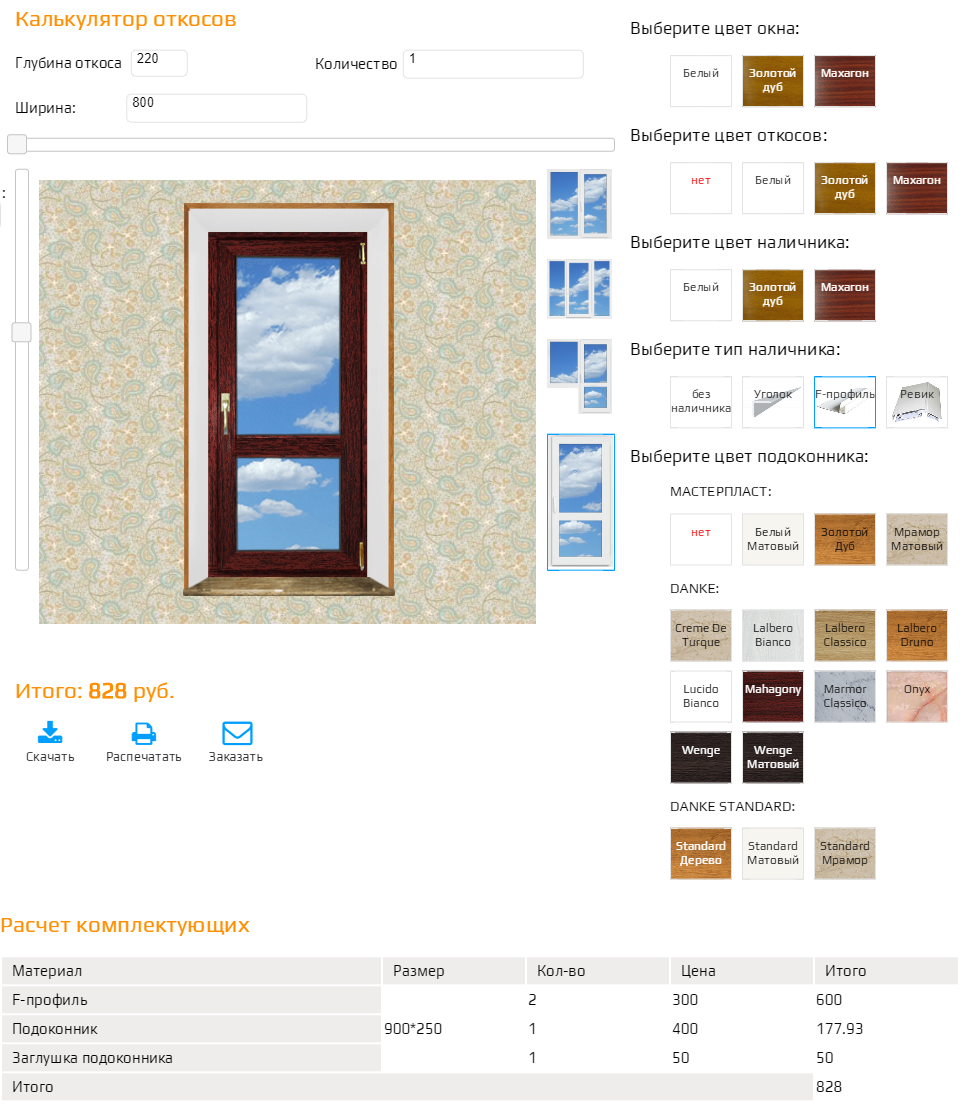 Калькулятор откосов
Глубина откоса 220
Количество 1
Ширина: 800
:
Итого: 828 руб.
Скачать
Распечатать
Заказать
Выберите цвет окна:
Белый
Золотой дуб
Махагон
Выберите цвет откосов:
нет
Белый
Золотой дуб
Махагон
Выберите цвет наличника:
Белый
Золотой дуб
Махагон
Выберите тип наличника:
без наличника
Уголок
F-профиль
Ревик
Выберите цвет подоконника:
МАСТЕРПЛАСТ:
нет
Белый Матовый
Золотой Дуб
Мрамор Матовый
DANKE:
Creme De Turque
Lalbero Bianco
Lalbero Classico
Lalbero Druno
Lucido Bianco
Mahagony
Marmor Classico
Onyx
Wenge
Wenge Матовый
DANKE STANDARD:
Standard Дерево
Standard Матовый
Standard Мрамор
Расчет комплектующих
Материал Размер Кол-во Цена Итого
F-профиль 2 300 600
Подоконник 900*250 1 400 177.93
Заглушка подоконника 1 50 50
Итого 828